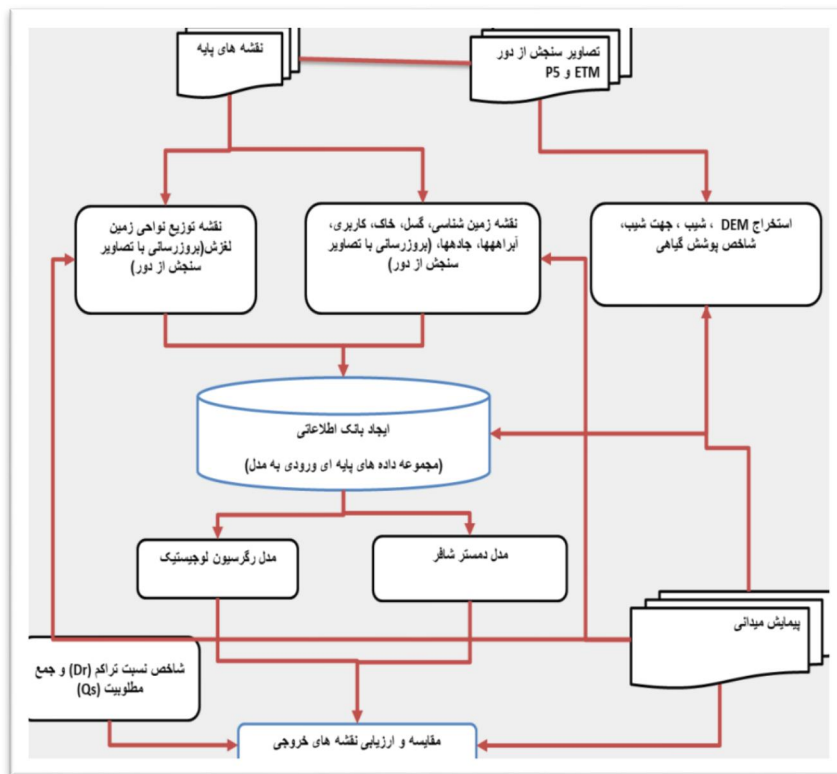 نقشه های پایه
تصاویر سنجش از دور
ETM و P5
نقشه توزیع نواحی زمین
لغزش(بروزرسانی با تصاویر
سنجش از دور)
نقشه زمین شناسی، گسل، خاک، کاربری،
آبراهه‌ها، جاده‌ها، (بروزرسانی با تصاویر
سنجش از دور)
استخراج DEM ، شیب ، جهت شیب،
شاخص پوشش گیاهی
ایجاد بانک اطلاعاتی
(مجموعه داده های پایه ای ورودی به مدل)
مدل رگرسیون لوجیستیک
مدل دمستر شافر
پیمایش میدانی
شاخص نسبت تراکم (Dr) و جمع
مطلوبیت (Qs)
مقایسه و ارزیابی نقشه های خروجی